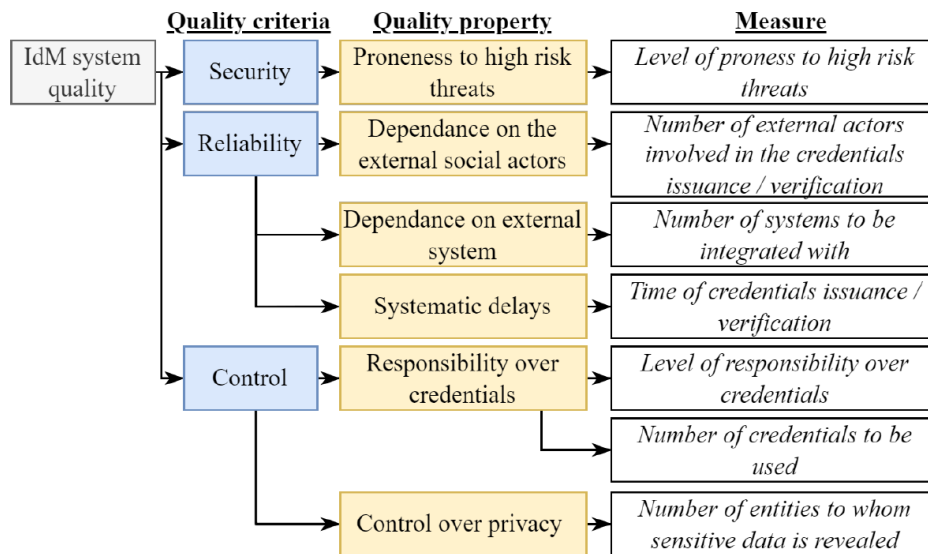 Quality criteria Quality property Measure
IdM system
quality
Security
Proneness to high risk
threats
Level of proness to high risk
threats
Reliability
Dependance on the
external social actors
Number of external actors
involved in the credentials
issuance / verification
Dependance on external
system
Number of systems to be
integrated with
Systematic delays
Time of credentials issuance /
verification
Control
Responsibility over
credentials
Level of responsibility over
credentials
Number of credentials to be
used
Control over privacy
Number of entities to whom
sensitive data is revealed